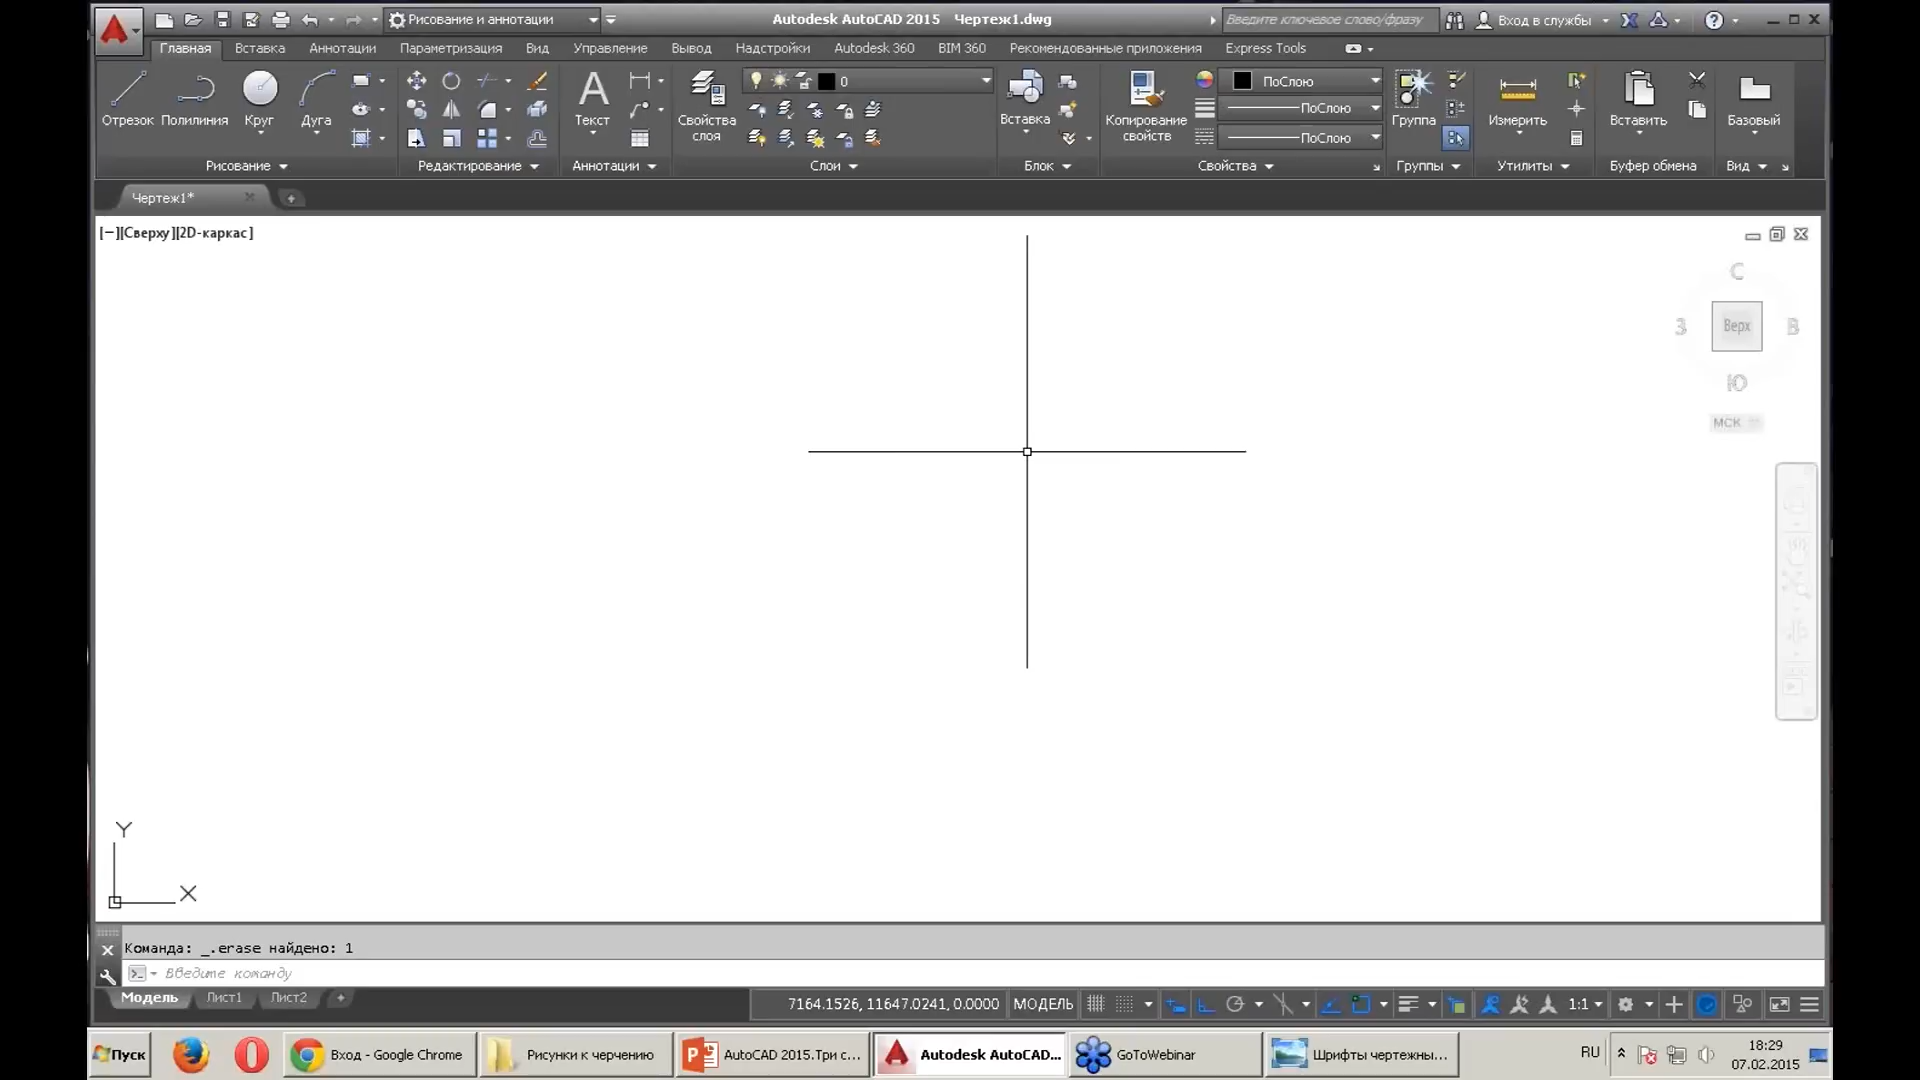 Рисование и аннотации
Autodesk AutoCAD 2015 Чертеж1.dwg
Введите ключевое слово/фразу
Вход в службы
Главная Вставка Аннотации Параметризация Вид Управление Вывод Надстройки Autodesk 360 BIM 360 Рекомендованные приложения Express Tools
Отрезок Полилиния Круг Дуга
Рисование
Редактирование
Текст
Аннотации
Свойства
слоя
0
Слои
Вставка
Блок
Копирование
свойств
ПоСлою
ПоСлою
ПоСлою
Свойства
Группа
Группы
Измерить
Утилиты
Вставить
Буфер обмена
Базовый
Вид
Чертеж1*
[−][Сверху][2D-каркас]
С
З Верх В
Ю
МСК
Y
X
Команда: _.erase найдено: 1
Введите команду
Модель Лист1 Лист2
7164.1526, 11647.0241, 0.0000 МОДЕЛЬ 1:1
Пуск
Вход - Google Chrome
Рисунки к черчению
AutoCAD 2015.Три с...
Autodesk AutoCAD...
GoToWebinar
Шрифты чертежны...
RU
18:29
07.02.2015